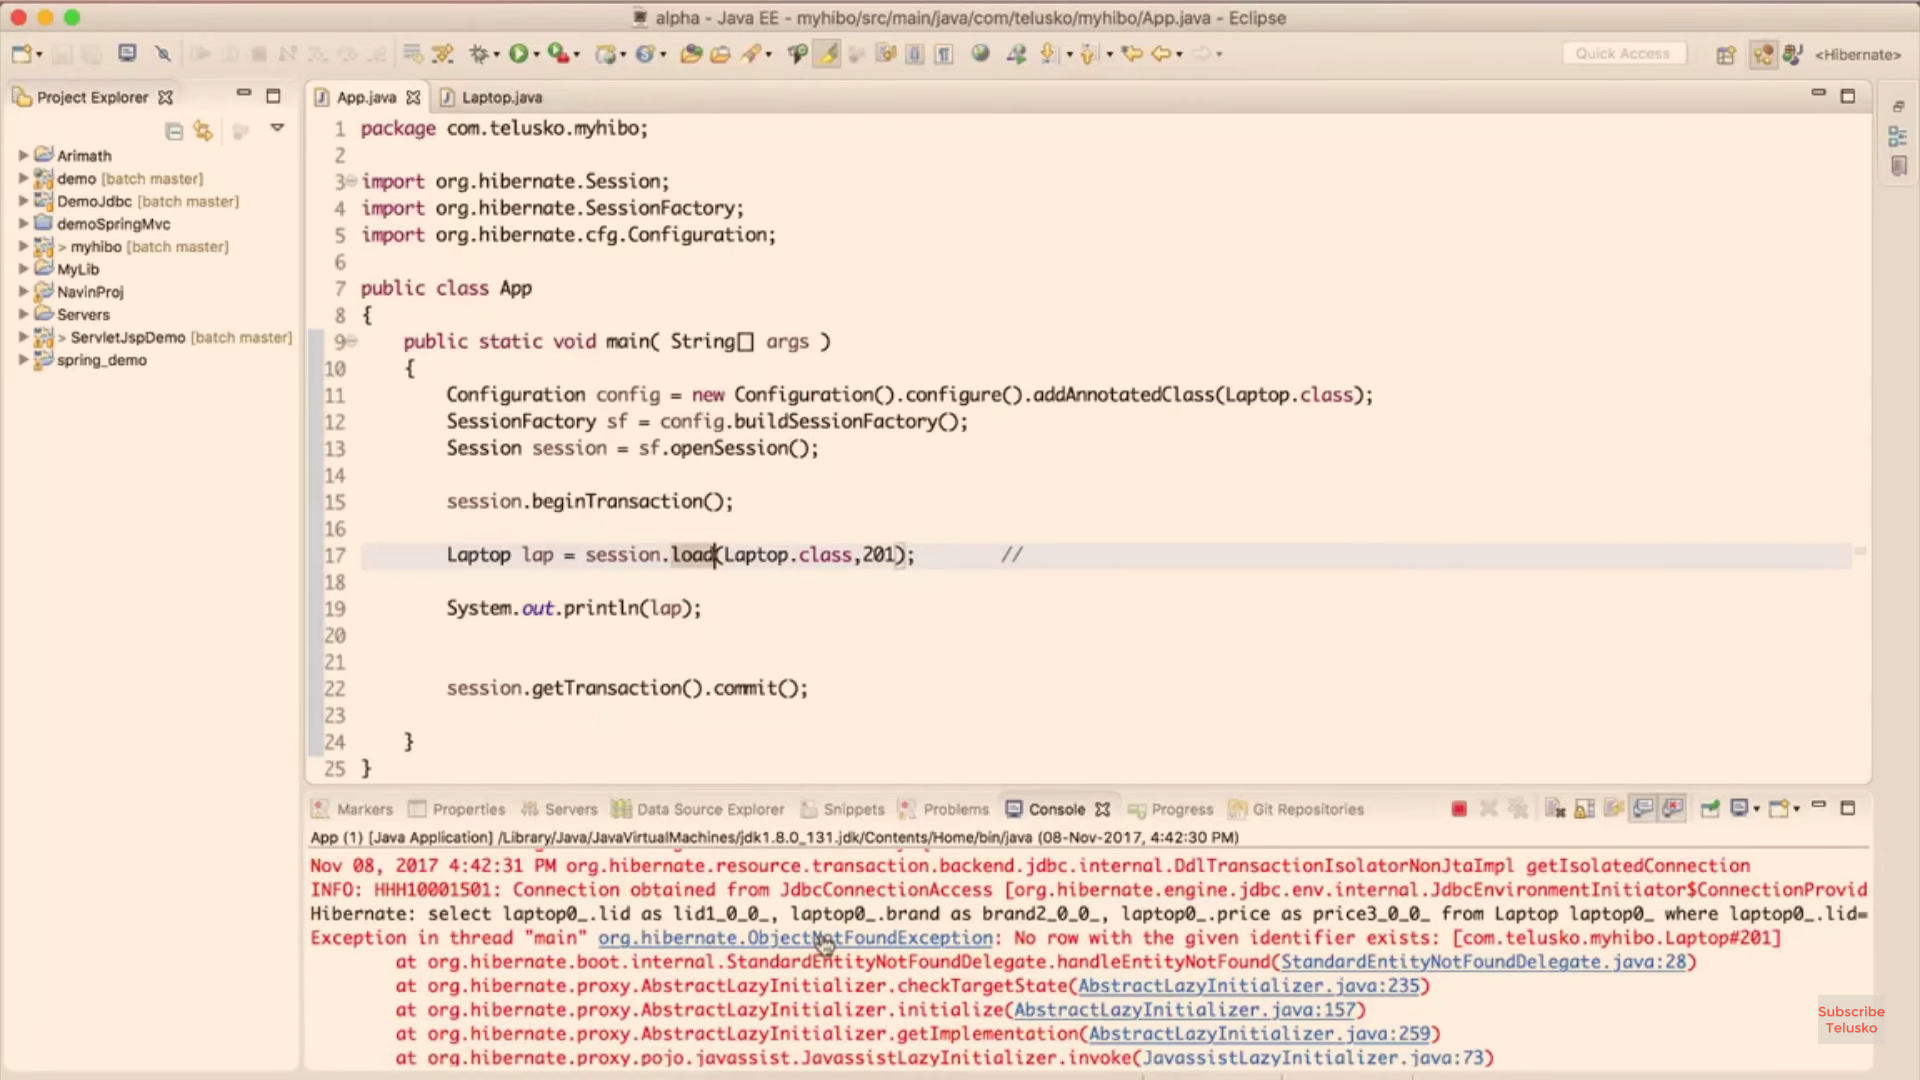 alpha - Java EE - myhibo/src/main/java/com/telusko/myhibo/App.java - Eclipse
Quick Access
<Hibernate>
Project Explorer
Arimath
demo [batch master]
DemoJdbc [batch master]
demoSpringMvc
> myhibo [batch master]
MyLib
NavinProj
Servers
> ServletJspDemo [batch master]
spring_demo
App.java
Laptop.java
1 package com.telusko.myhibo;
2
3 import org.hibernate.Session;
4 import org.hibernate.SessionFactory;
5 import org.hibernate.cfg.Configuration;
6
7 public class App
8 {
9 public static void main( String[] args )
10 {
11 Configuration config = new Configuration().configure().addAnnotatedClass(Laptop.class);
12 SessionFactory sf = config.buildSessionFactory();
13 Session session = sf.openSession();
14
15 session.beginTransaction();
16
17 Laptop lap = session.load(Laptop.class,201); //
18
19 System.out.println(lap);
20
21
22 session.getTransaction().commit();
23
24 }
25 }
Markers Properties Servers Data Source Explorer Snippets Problems Console Progress Git Repositories
App (1) [Java Application] /Library/Java/JavaVirtualMachines/jdk1.8.0_131.jdk/Contents/Home/bin/java (08-Nov-2017, 4:42:30 PM)
Nov 08, 2017 4:42:31 PM org.hibernate.resource.transaction.backend.jdbc.internal.DdlTransactionIsolatorNonJtaImpl getIsolatedConnection
INFO: HHH10001501: Connection obtained from JdbcConnectionAccess [org.hibernate.engine.jdbc.env.internal.JdbcEnvironmentInitiator$ConnectionProvid
Hibernate: select laptop0_.lid as lid1_0_0_, laptop0_.brand as brand2_0_0_, laptop0_.price as price3_0_0_ from Laptop laptop0_ where laptop0_.lid=
Exception in thread "main" org.hibernate.ObjectNotFoundException: No row with the given identifier exists: [com.telusko.myhibo.Laptop#201]
at org.hibernate.boot.internal.StandardEntityNotFoundDelegate.handleEntityNotFound(StandardEntityNotFoundDelegate.java:28)
at org.hibernate.proxy.AbstractLazyInitializer.checkTargetState(AbstractLazyInitializer.java:235)
at org.hibernate.proxy.AbstractLazyInitializer.initialize(AbstractLazyInitializer.java:157)
at org.hibernate.proxy.AbstractLazyInitializer.getImplementation(AbstractLazyInitializer.java:259)
at org.hibernate.proxy.pojo.javassist.JavassistLazyInitializer.invoke(JavassistLazyInitializer.java:73)
Subscribe
Telusko